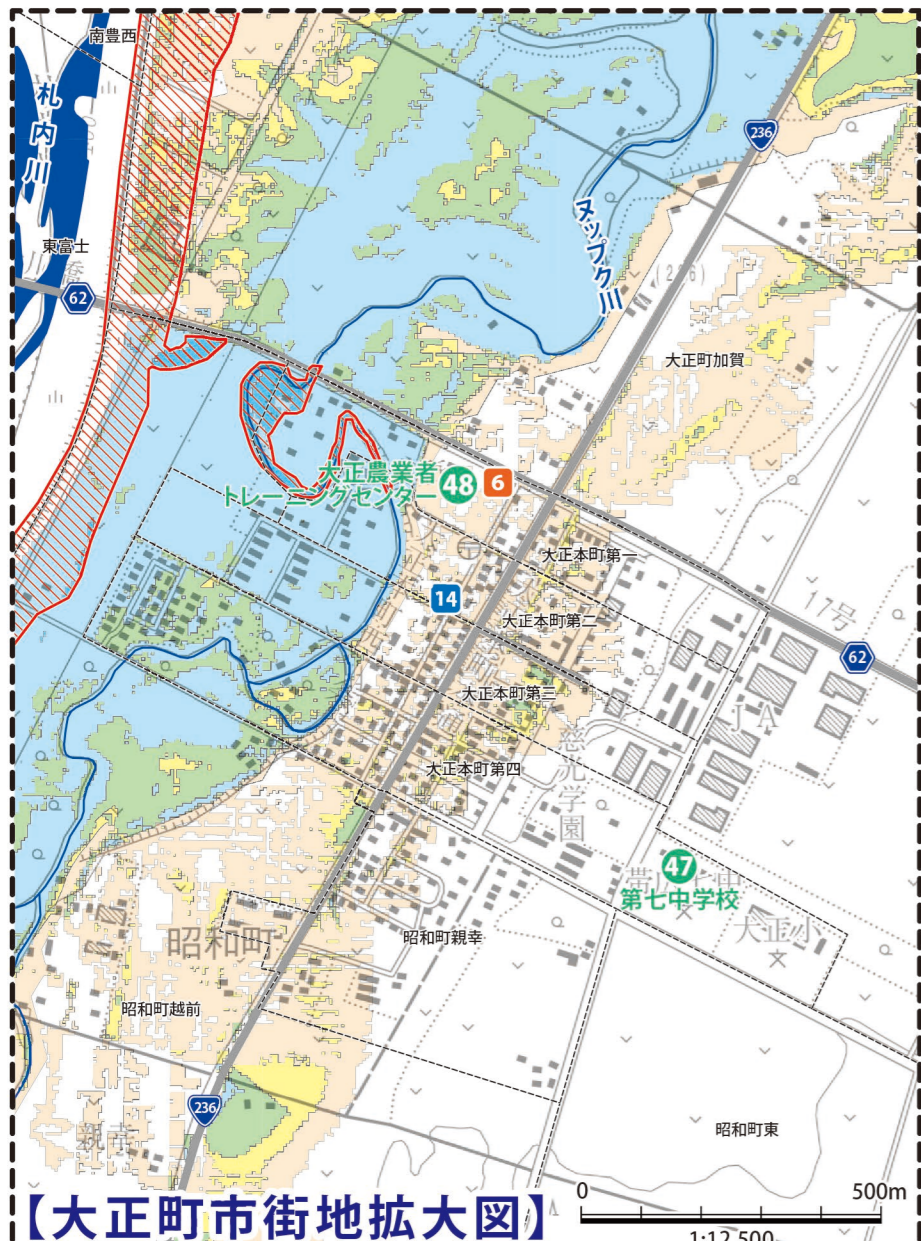 南豊西
札内川
236
ヌップク川
東富士
62
(236)
大正町加賀
大正農業者
トレーニングセンター
48
6
大正本町第一
14
大正本町第二
17号
62
大正本町第三
JA
慈光学園
大正本町第四
47
第七中学校
大正小
昭和町
昭和町親幸
昭和町越前
236
昭和町東
親幸
【大正町市街地拡大図】
0
500m
1:12,500